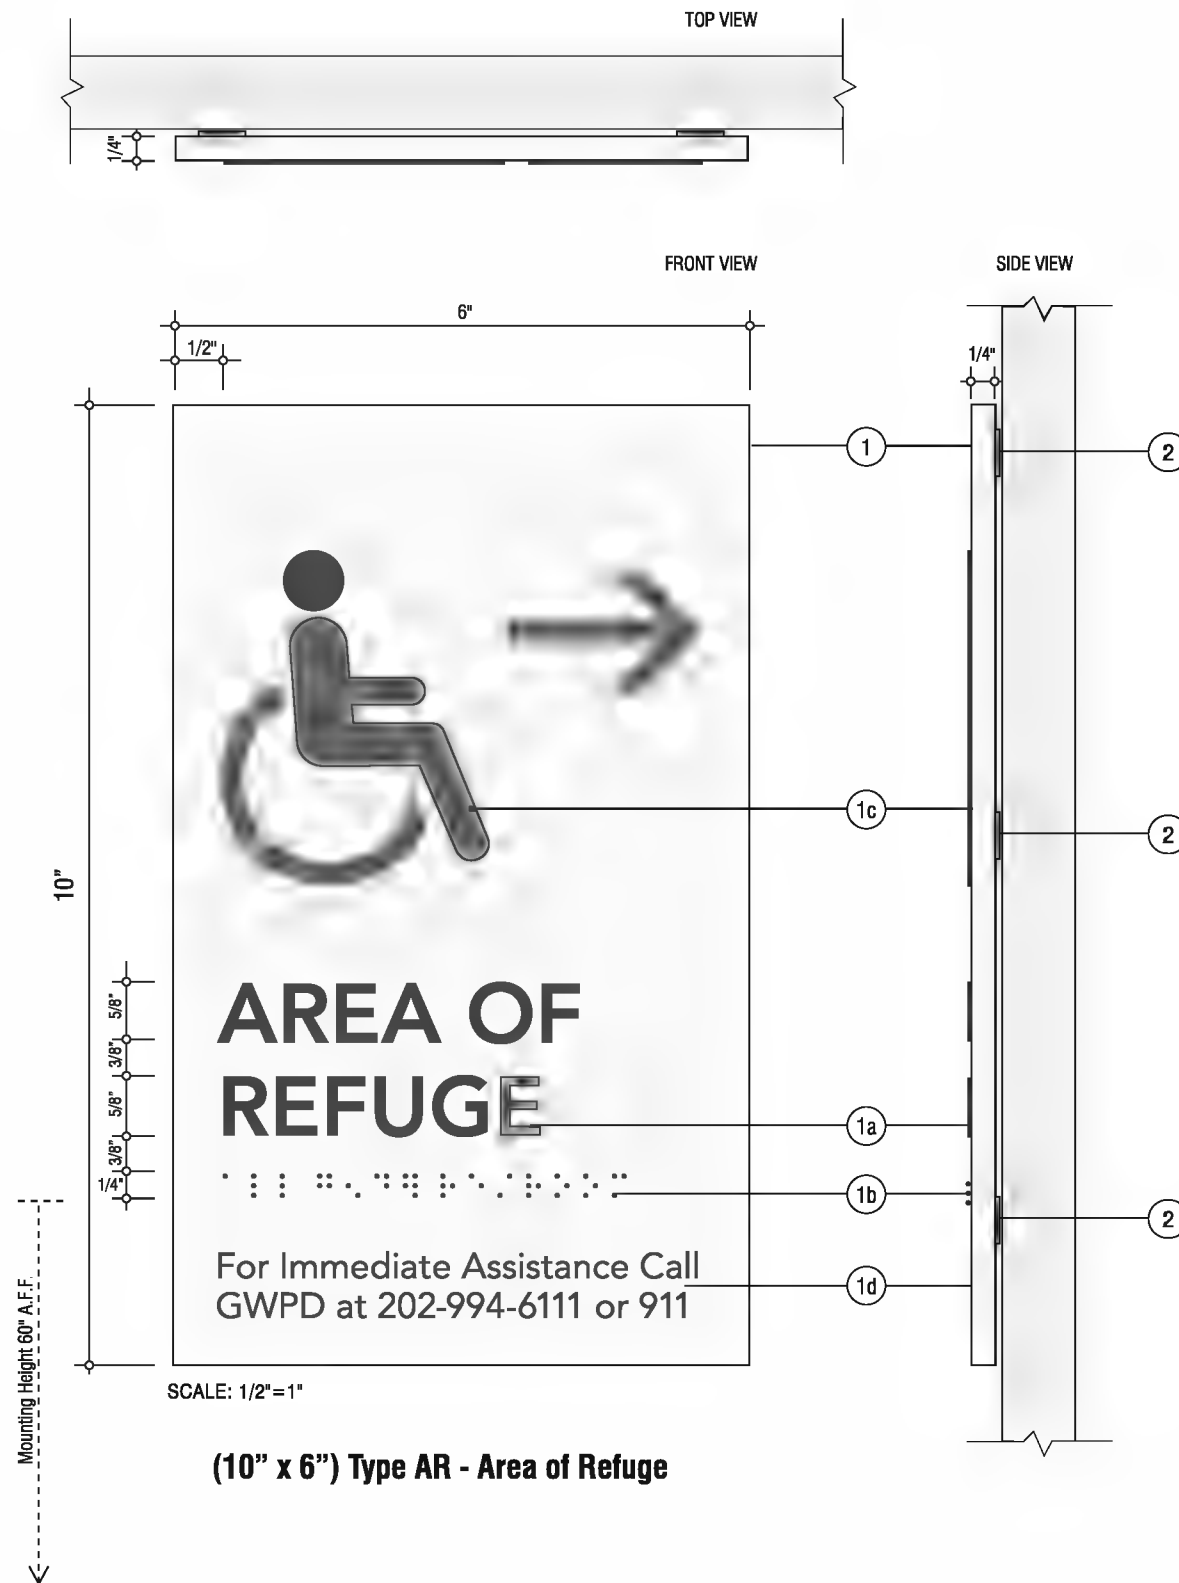 TOP VIEW
1/4"
FRONT VIEW
SIDE VIEW
6"
1/2"
1/4"
1
2
1c
2
10"
5/8"
3/8"
5/8"
3/8"
1/4"
AREA OF
REFUGE
1a
1b
2
For Immediate Assistance Call
GWPD at 202-994-6111 or 911
1d
Mounting Height 60" A.F.F.
SCALE: 1/2"=1"
(10” x 6”) Type AR - Area of Refuge